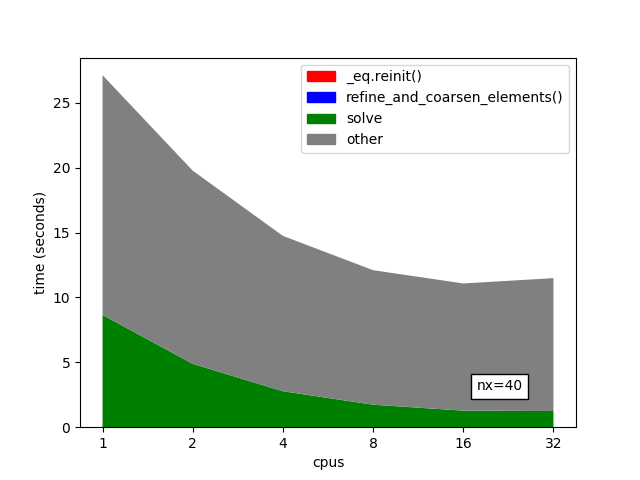 _eq.reinit()
refine_and_coarsen_elements()
solve
other
time (seconds)
25
20
15
10
5
0
nx=40
1 2 4 8 16 32
cpus